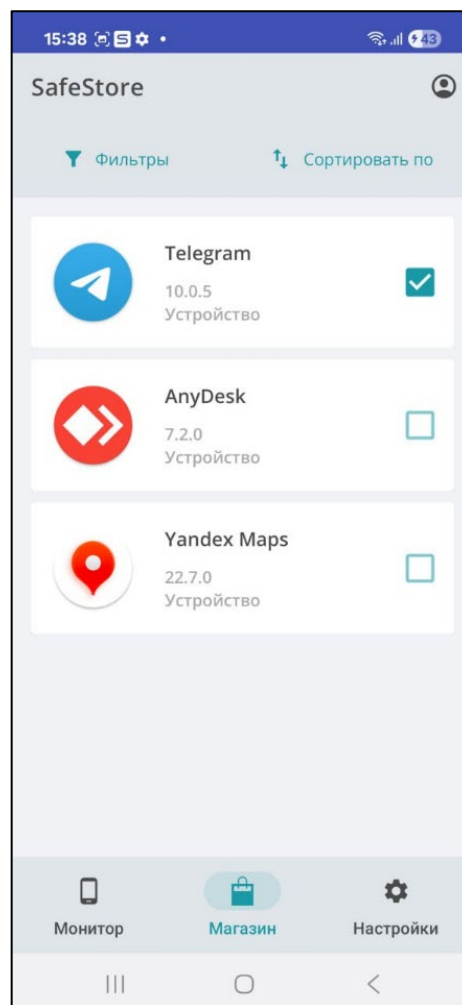 15:38
43
SafeStore
Фильтры
Сортировать по
Telegram
10.0.5
Устройство
AnyDesk
7.2.0
Устройство
Yandex Maps
22.7.0
Устройство
Монитор
Магазин
Настройки